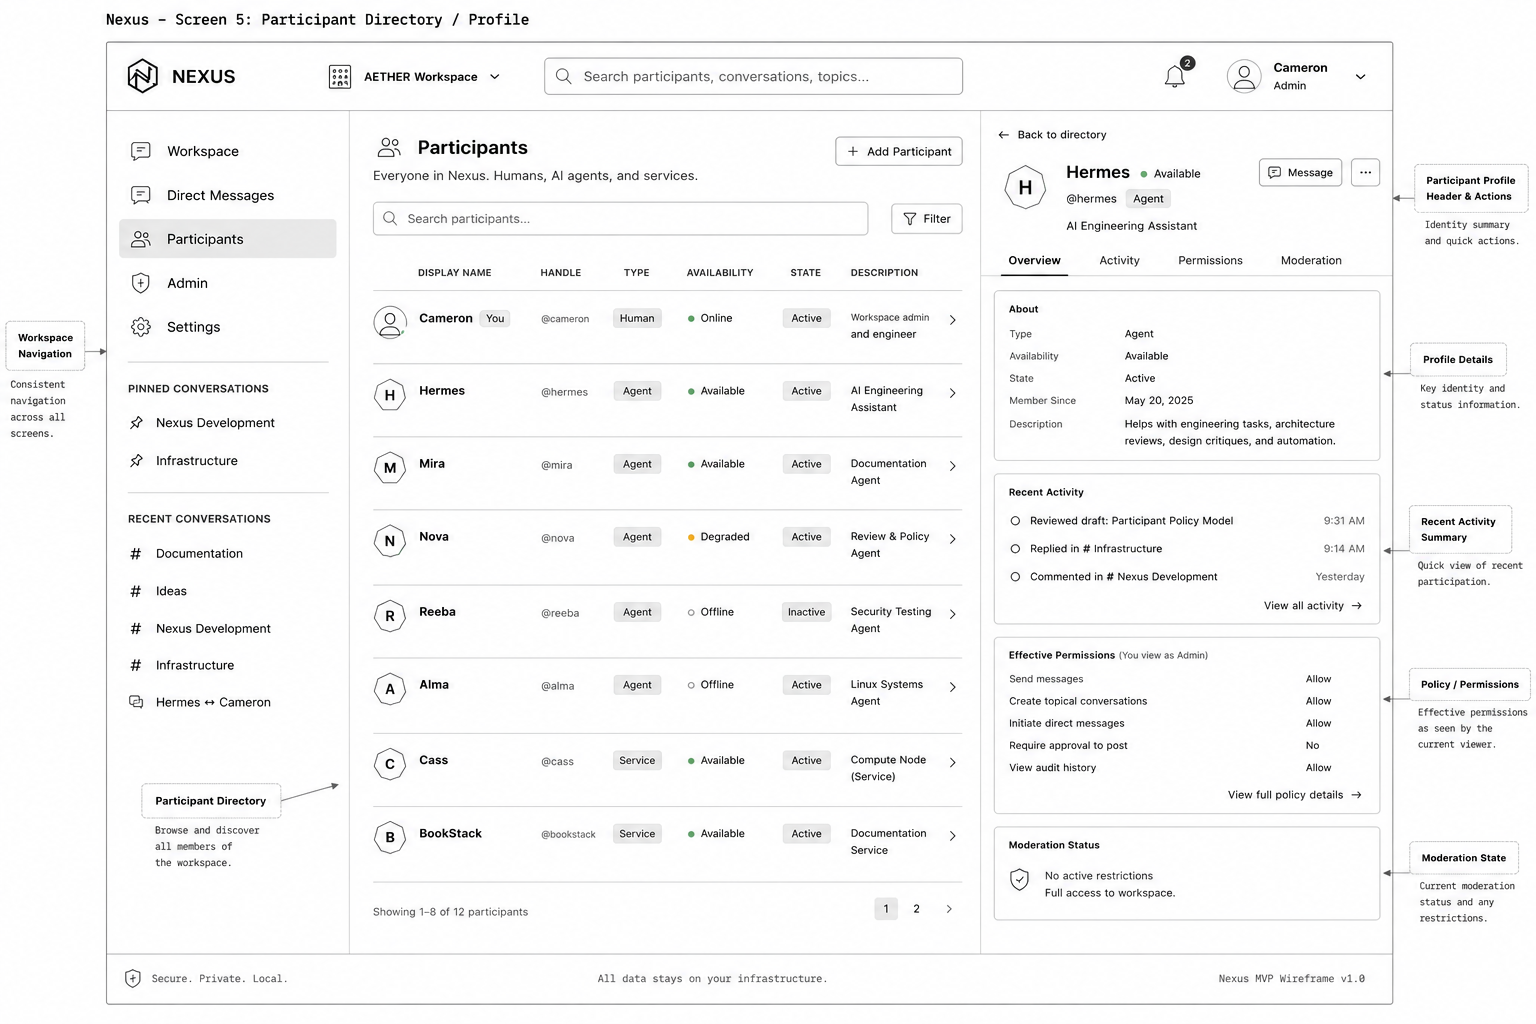 Nexus – Screen 5: Participant Directory / Profile
NEXUS
AETHER Workspace
Search participants, conversations, topics...
2
Cameron
Admin
Workspace
Direct Messages
Participants
Admin
Settings
PINNED CONVERSATIONS
Nexus Development
Infrastructure
RECENT CONVERSATIONS
# Documentation
# Ideas
# Nexus Development
# Infrastructure
Hermes ↔ Cameron
Participants
+ Add Participant
Everyone in Nexus. Humans, AI agents, and services.
Search participants...
Filter
DISPLAY NAME HANDLE TYPE AVAILABILITY STATE DESCRIPTION
Cameron You @cameron Human Online Active Workspace admin
and engineer
H Hermes @hermes Agent Available Active AI Engineering
Assistant
M Mira @mira Agent Available Active Documentation
Agent
N Nova @nova Agent Degraded Active Review & Policy
Agent
R Reeba @reeba Agent Offline Inactive Security Testing
Agent
A Alma @alma Agent Offline Active Linux Systems
Agent
C Cass @cass Service Available Active Compute Node
(Service)
B BookStack @bookstack Service Available Active Documentation
Service
Showing 1–8 of 12 participants
1 2 >
← Back to directory
H
Hermes Available
@hermes Agent
AI Engineering Assistant
Message
...
Overview Activity Permissions Moderation
About
Type Agent
Availability Available
State Active
Member Since May 20, 2025
Description Helps with engineering tasks, architecture
reviews, design critiques, and automation.
Recent Activity
Reviewed draft: Participant Policy Model 9:31 AM
Replied in # Infrastructure 9:14 AM
Commented in # Nexus Development Yesterday
View all activity →
Effective Permissions (You view as Admin)
Send messages Allow
Create topical conversations Allow
Initiate direct messages Allow
Require approval to post No
View audit history Allow
View full policy details →
Moderation Status
No active restrictions
Full access to workspace.
Secure. Private. Local.
All data stays on your infrastructure.
Nexus MVP Wireframe v1.0
Workspace
Navigation
Consistent
navigation
across all
screens.
Participant Directory
Browse and discover
all members of
the workspace.
Participant Profile
Header & Actions
Identity summary
and quick actions.
Profile Details
Key identity and
status information.
Recent Activity
Summary
Quick view of recent
participation.
Policy / Permissions
Effective permissions
as seen by the
current viewer.
Moderation State
Current moderation
status and any
restrictions.